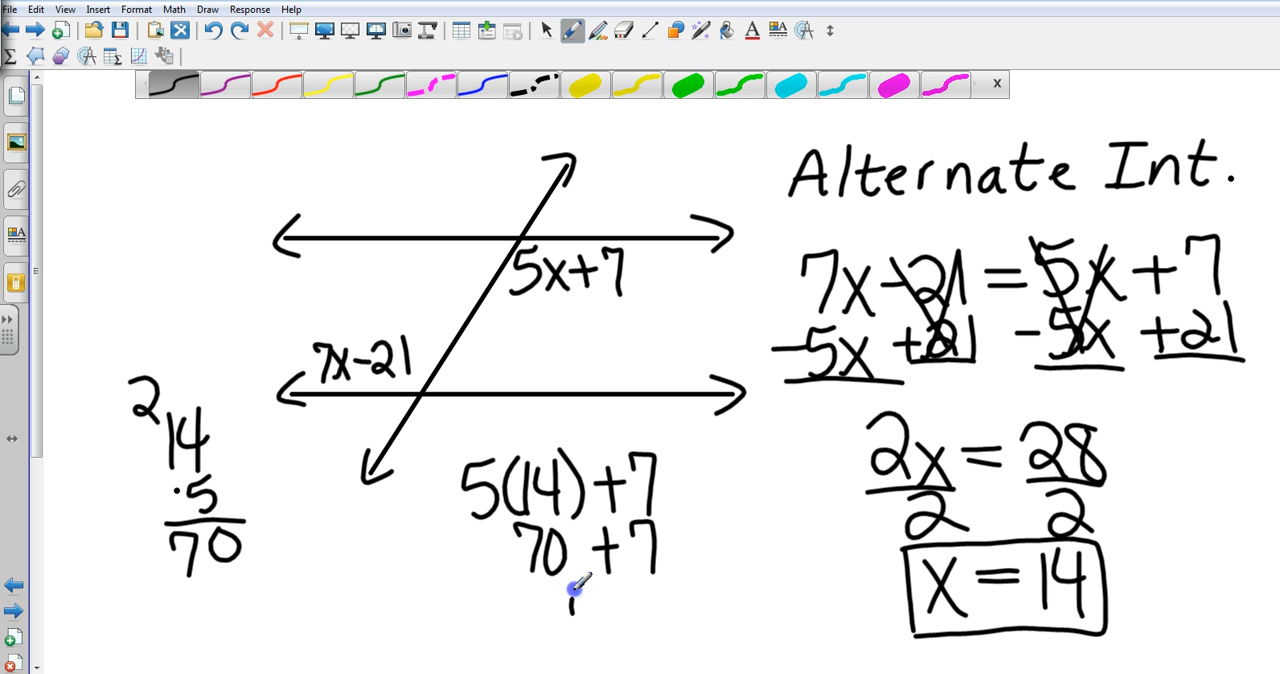 File Edit View Insert Format Math Draw Response Help
x
Alternate Int.
5x+7
7x-21
7x-21=5x+7
-5x +21 -5x +21
2x=28
2 2
x=14
2
14
.5
70
5(14)+7
70 +7